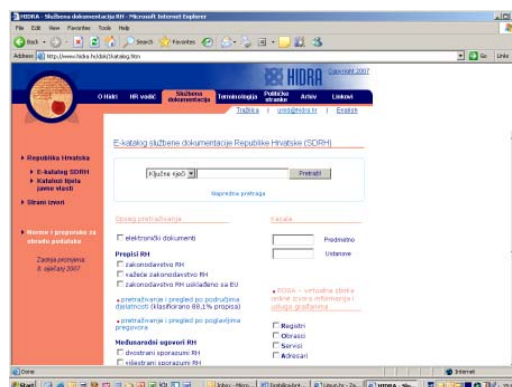 HIDRA - Službena dokumentacija RH - Microsoft Internet Explorer
File Edit View Favorites Tools Help
Back Search Favorites
Address http://www.hidra.hr/dok/1katalog.htm Go Links
HIDRA Copyright 2007
O Hidri HR vodič Službena dokumentacija Terminologija Političke stranke Arhiv Linkovi
Tražilica | ured@hidra.hr | English
E-katalog službene dokumentacije Republike Hrvatske (SDRH)
Republika Hrvatska
E-katalog SDRH
Katalozi tijela
javne vlasti
Strani izvori
Norme i preporuke za
obradu podataka
Zadnja promjena
8. siječanj 2007.
Ključne riječi Pretraži
Napredna pretraga
Opseg pretraživanja
elektronički dokumenti
Propisi RH
zakonodavstvo RH
važeće zakonodavstvo RH
zakonodavstvo RH usklađeno sa EU
pretraživanje i pregled po područjima
djelatnosti (klasificirano 88,1% propisa)
pretraživanje i pregled po poglavljima
pregovora
Međunarodni ugovori RH
dvostrani sporazumi RH
višestrani sporazumi RH
Kazala
Predmetno
Ustanove
virtualna zbirka
online izvora informacija i
usluga građanima
Registri
Obrasci
Servisi
Adresari
Done Internet
Start Inbox - Micro...